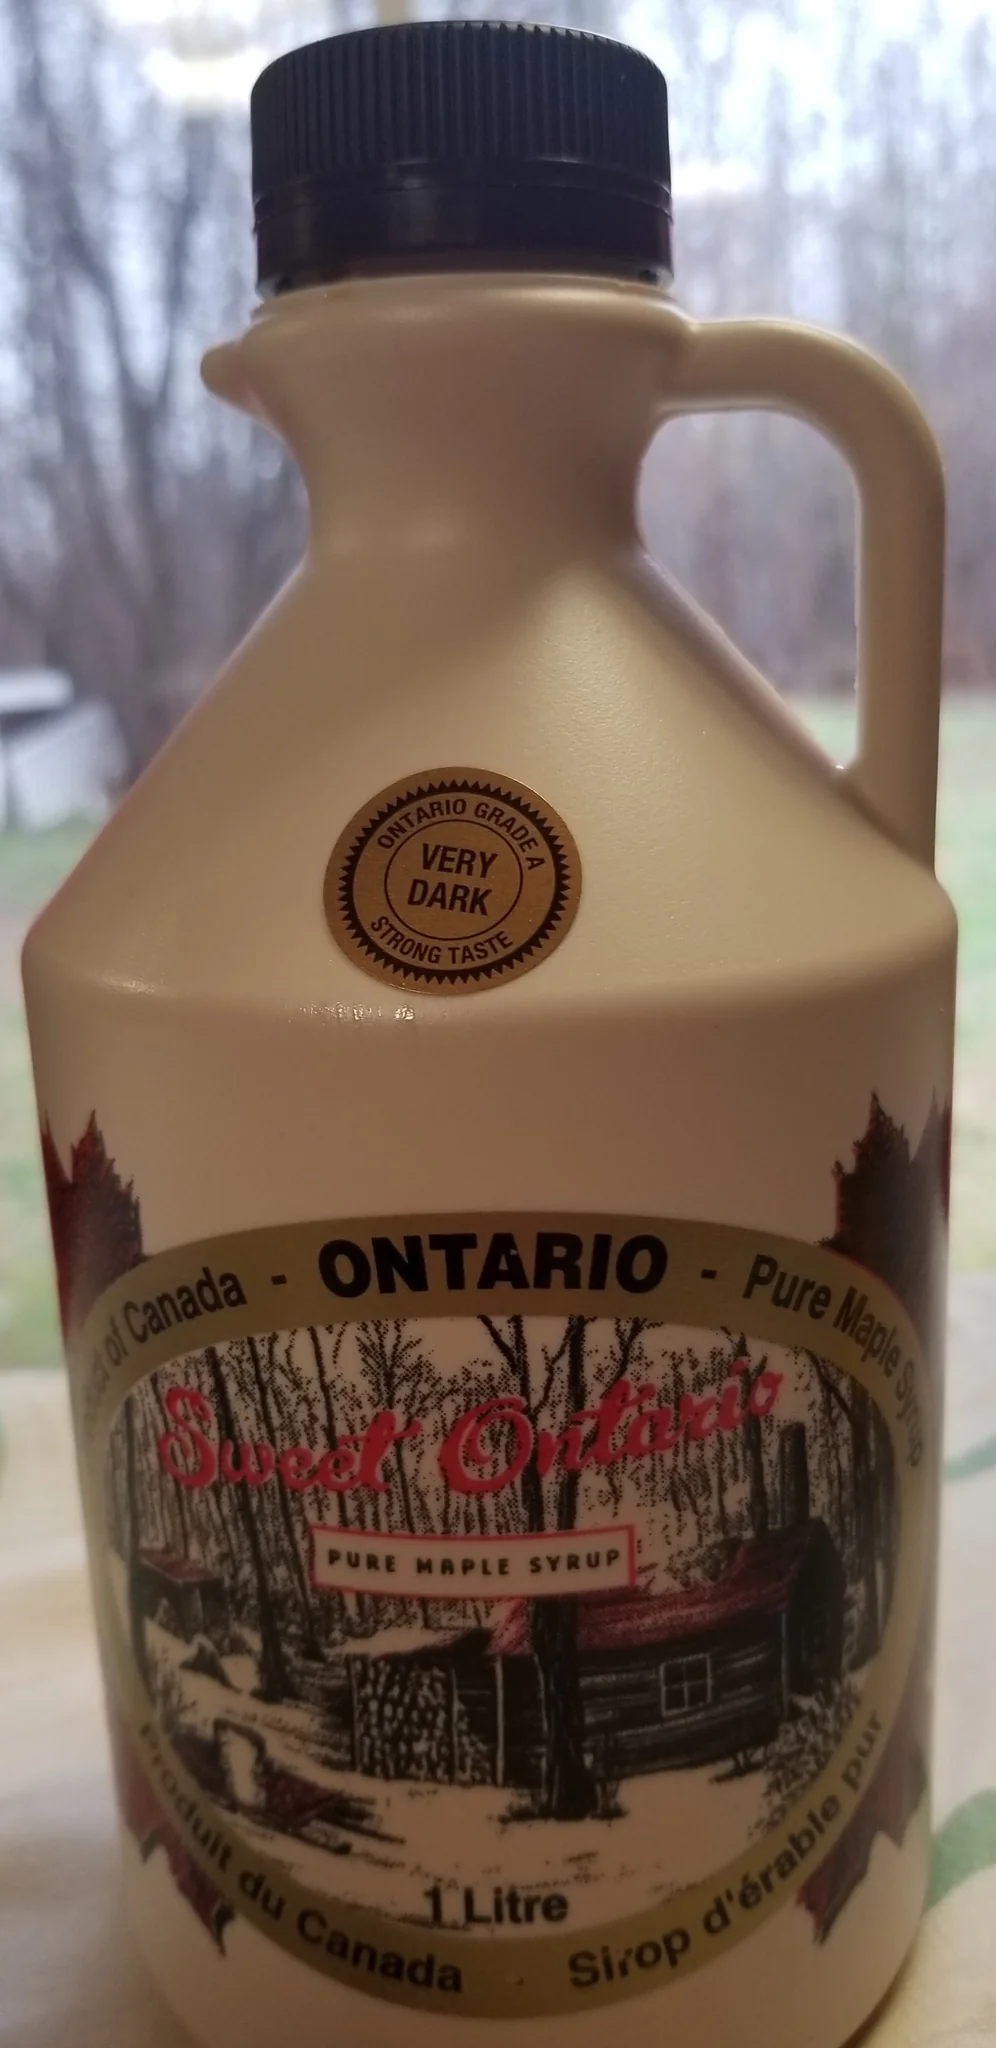 ONTARIO GRADE A
VERY
DARK
STRONG TASTE
of Canada - ONTARIO - Pure Maple Syrup
Sweet Ontario
PURE MAPLE SYRUP
1 Litre
Produit du Canada Sirop d'érable pur